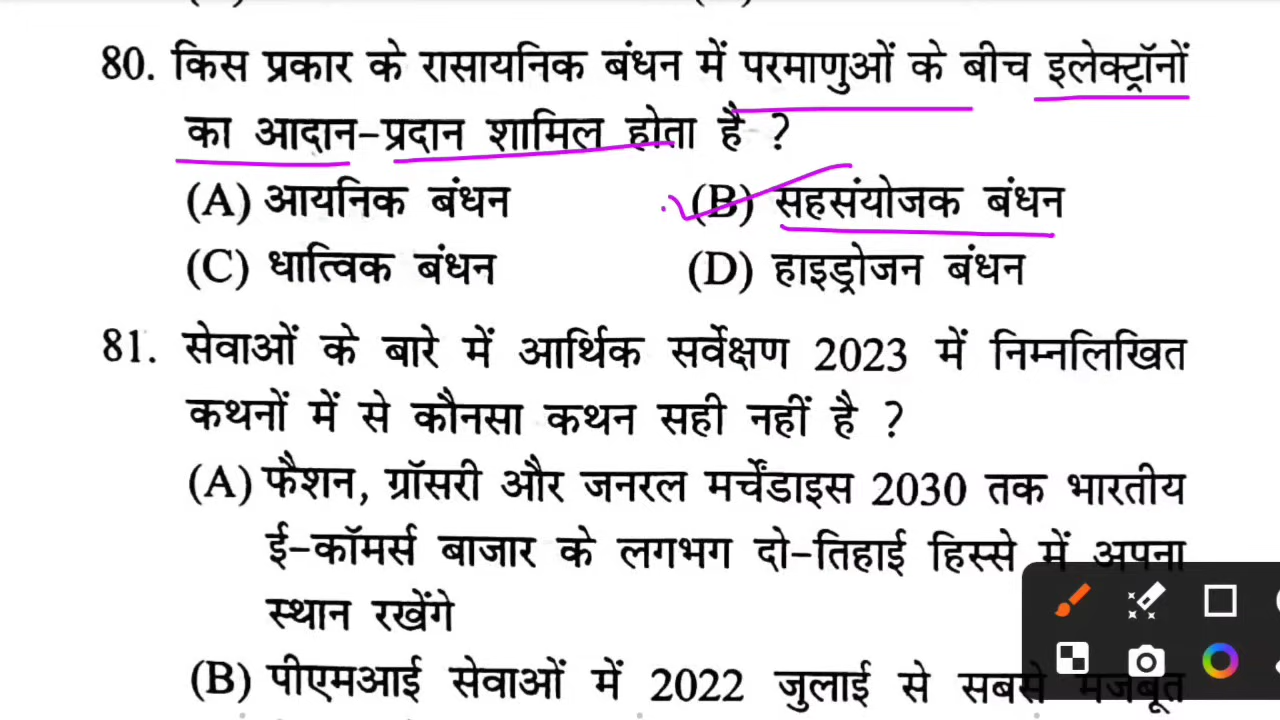 80. किस प्रकार के रासायनिक बंधन में परमाणुओं के बीच इलेक्ट्रॉनों
का आदान-प्रदान शामिल होता है ?
(A) आयनिक बंधन (B) सहसंयोजक बंधन
(C) धात्विक बंधन (D) हाइड्रोजन बंधन
81. सेवाओं के बारे में आर्थिक सर्वेक्षण 2023 में निम्नलिखित
कथनों में से कौनसा कथन सही नहीं है ?
(A) फैशन, ग्रॉसरी और जनरल मर्चेंडाइस 2030 तक भारतीय
ई-कॉमर्स बाजार के लगभग दो-तिहाई हिस्से में अपना
स्थान रखेंगे
(B) पीएमआई सेवाओं में 2022 जुलाई से सबसे मजबूत